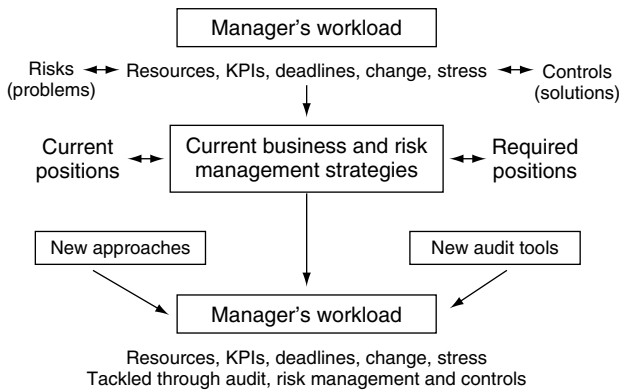 Manager’s workload
Risks
(problems)
Resources, KPIs, deadlines, change, stress
Controls
(solutions)
Current
positions
Current business and risk
management strategies
Required
positions
New approaches
New audit tools
Manager’s workload
Resources, KPIs, deadlines, change, stress
Tackled through audit, risk management and controls